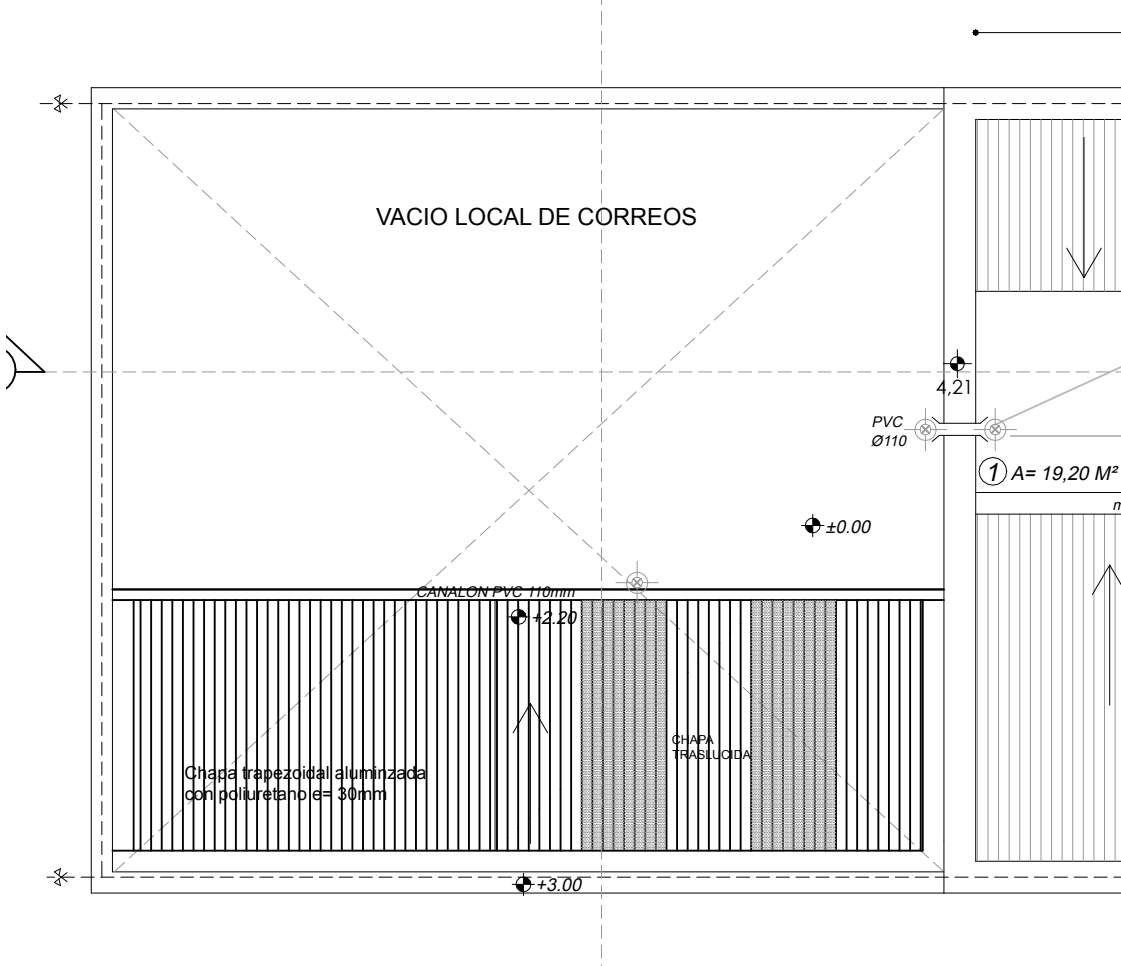 VACIO LOCAL DE CORREOS
4,21
PVC
Ø110
1 A= 19,20 M²
±0.00
CANALON PVC 110mm
+2.20
CHAPA
TRASLUCIDA
Chapa trapezoidal aluminzada
con poliuretano e= 30mm
+3.00